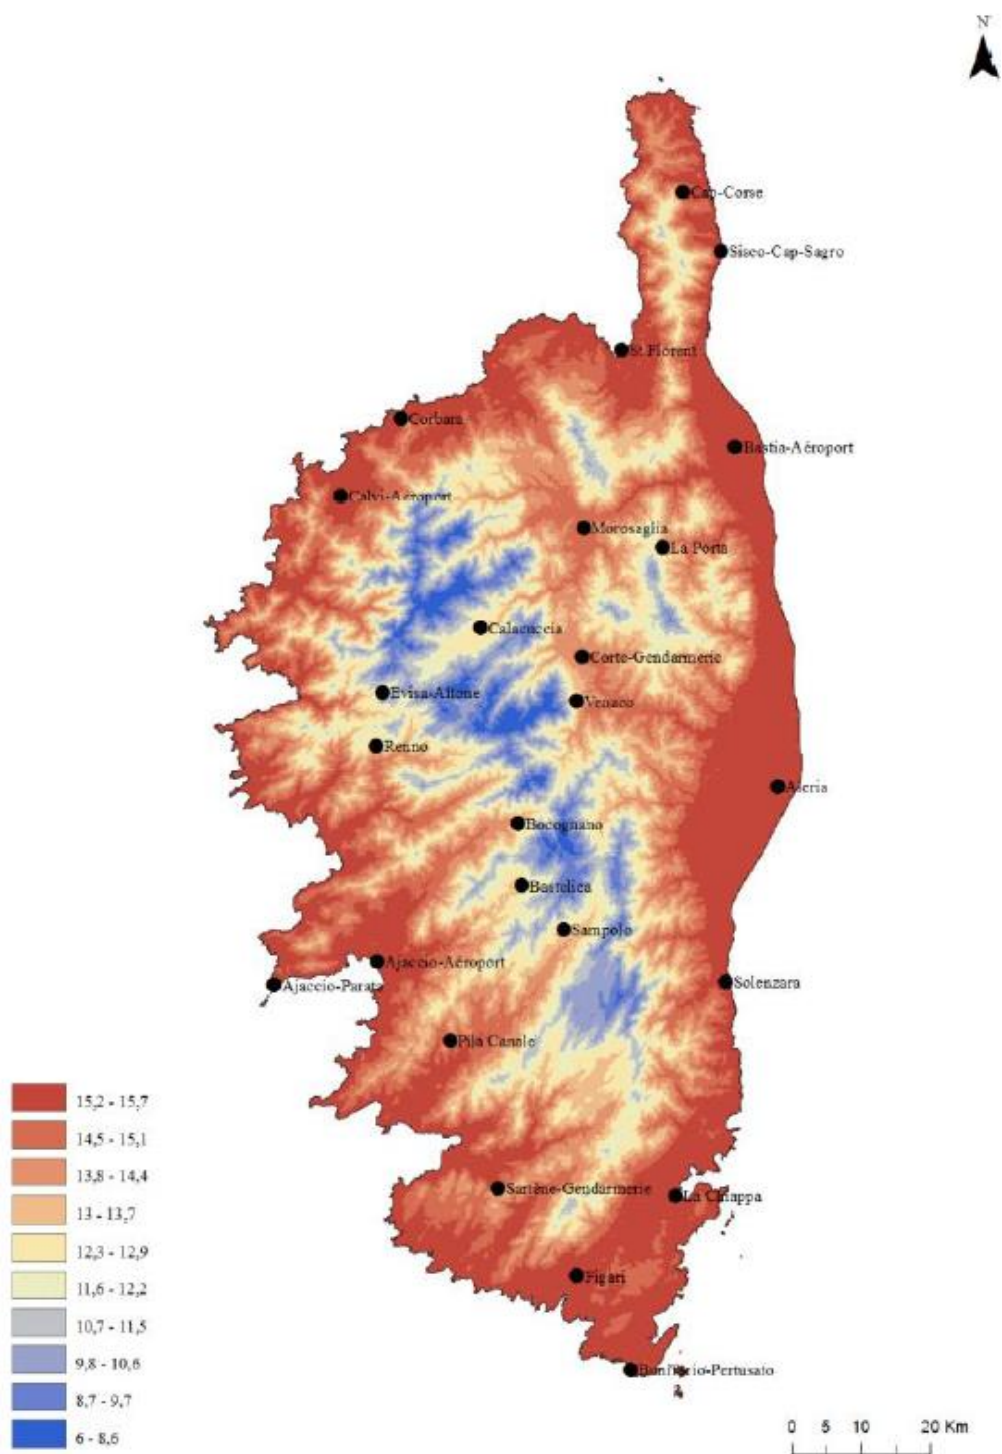 N
Cap-Corse
Sisco-Cap-Sagro
St Florent
Corbara
Bastia-Aéroport
Calvi-Aeroport
Morosaglia
La Porta
Calacuccia
Corte-Gendarmerie
Evisa-Aitone
Venaco
Renno
Aleria
Bocognano
Bastelica
Sampolo
Ajaccio-Aéroport
Ajaccio-Parata
Solenzara
Pila Canale
15,2 - 15,7
14,5 - 15,1
13,8 - 14,4
13 - 13,7
12,3 - 12,9
11,6 - 12,2
10,7 - 11,5
9,8 - 10,6
8,7 - 9,7
6 - 8,6
Sartène-Gendarmerie
La Chiappa
Figari
Bonifacio-Pertusato
0 5 10 20 Km